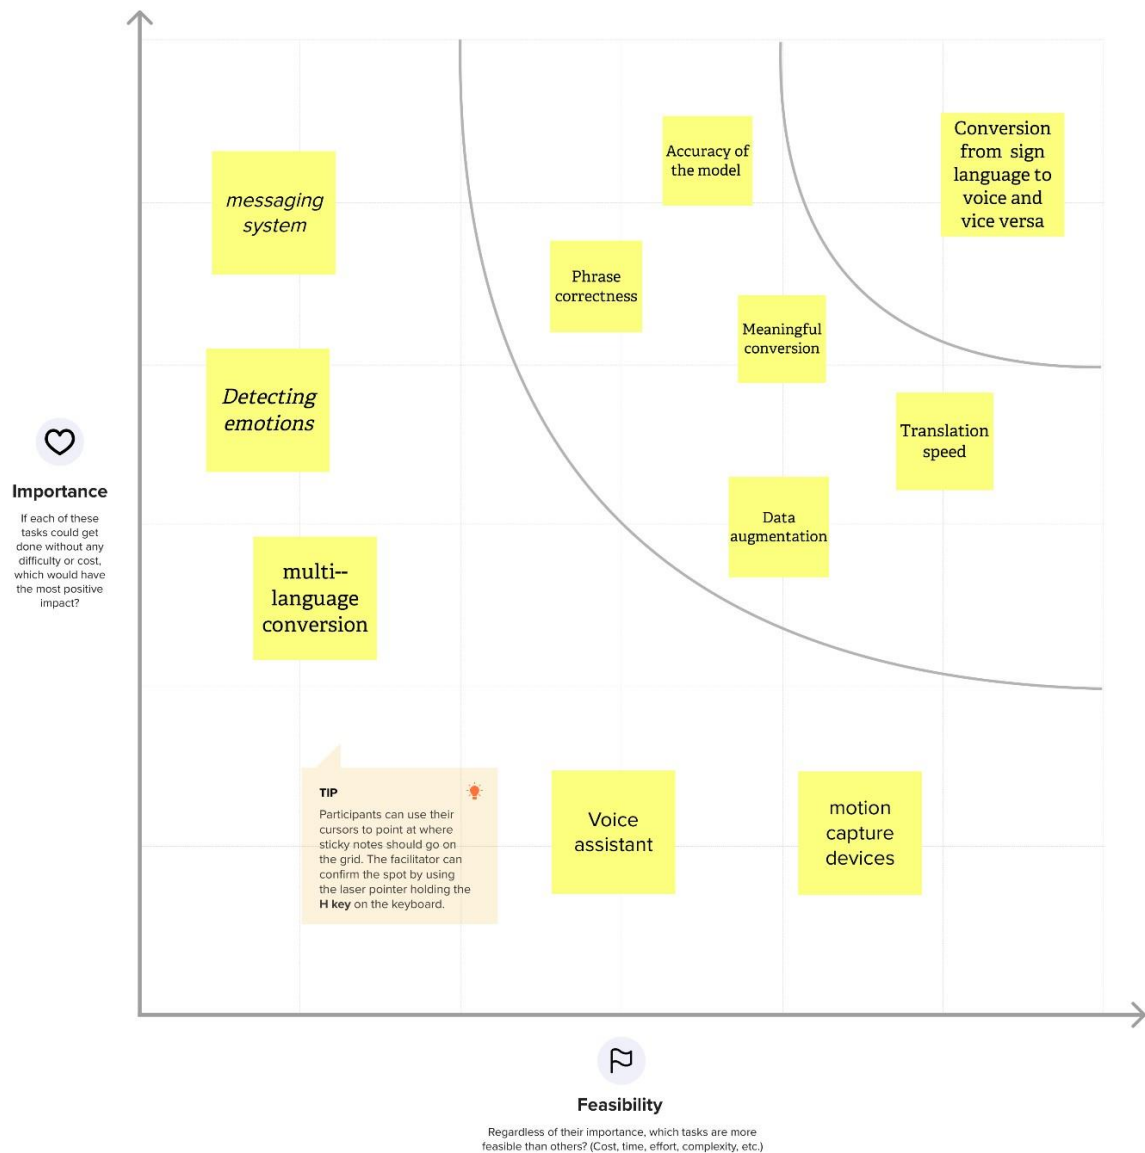 Conversion
from sign
language to
voice and
vice versa
Accuracy of
the model
messaging
system
Phrase
correctness
Meaningful
conversion
Detecting
emotions
Translation
speed
Data
augmentation
multi--
language
conversion
Importance
If each of these
tasks could get
done without any
difficulty or cost,
which would have
the most positive
impact?
TIP
Participants can use their
cursors to point at where
sticky notes should go on
the grid. The facilitator can
confirm the spot by using
the laser pointer holding the
H key on the keyboard.
Voice
assistant
motion
capture
devices
Feasibility
Regardless of their importance, which tasks are more
feasible than others? (Cost, time, effort, complexity, etc.)